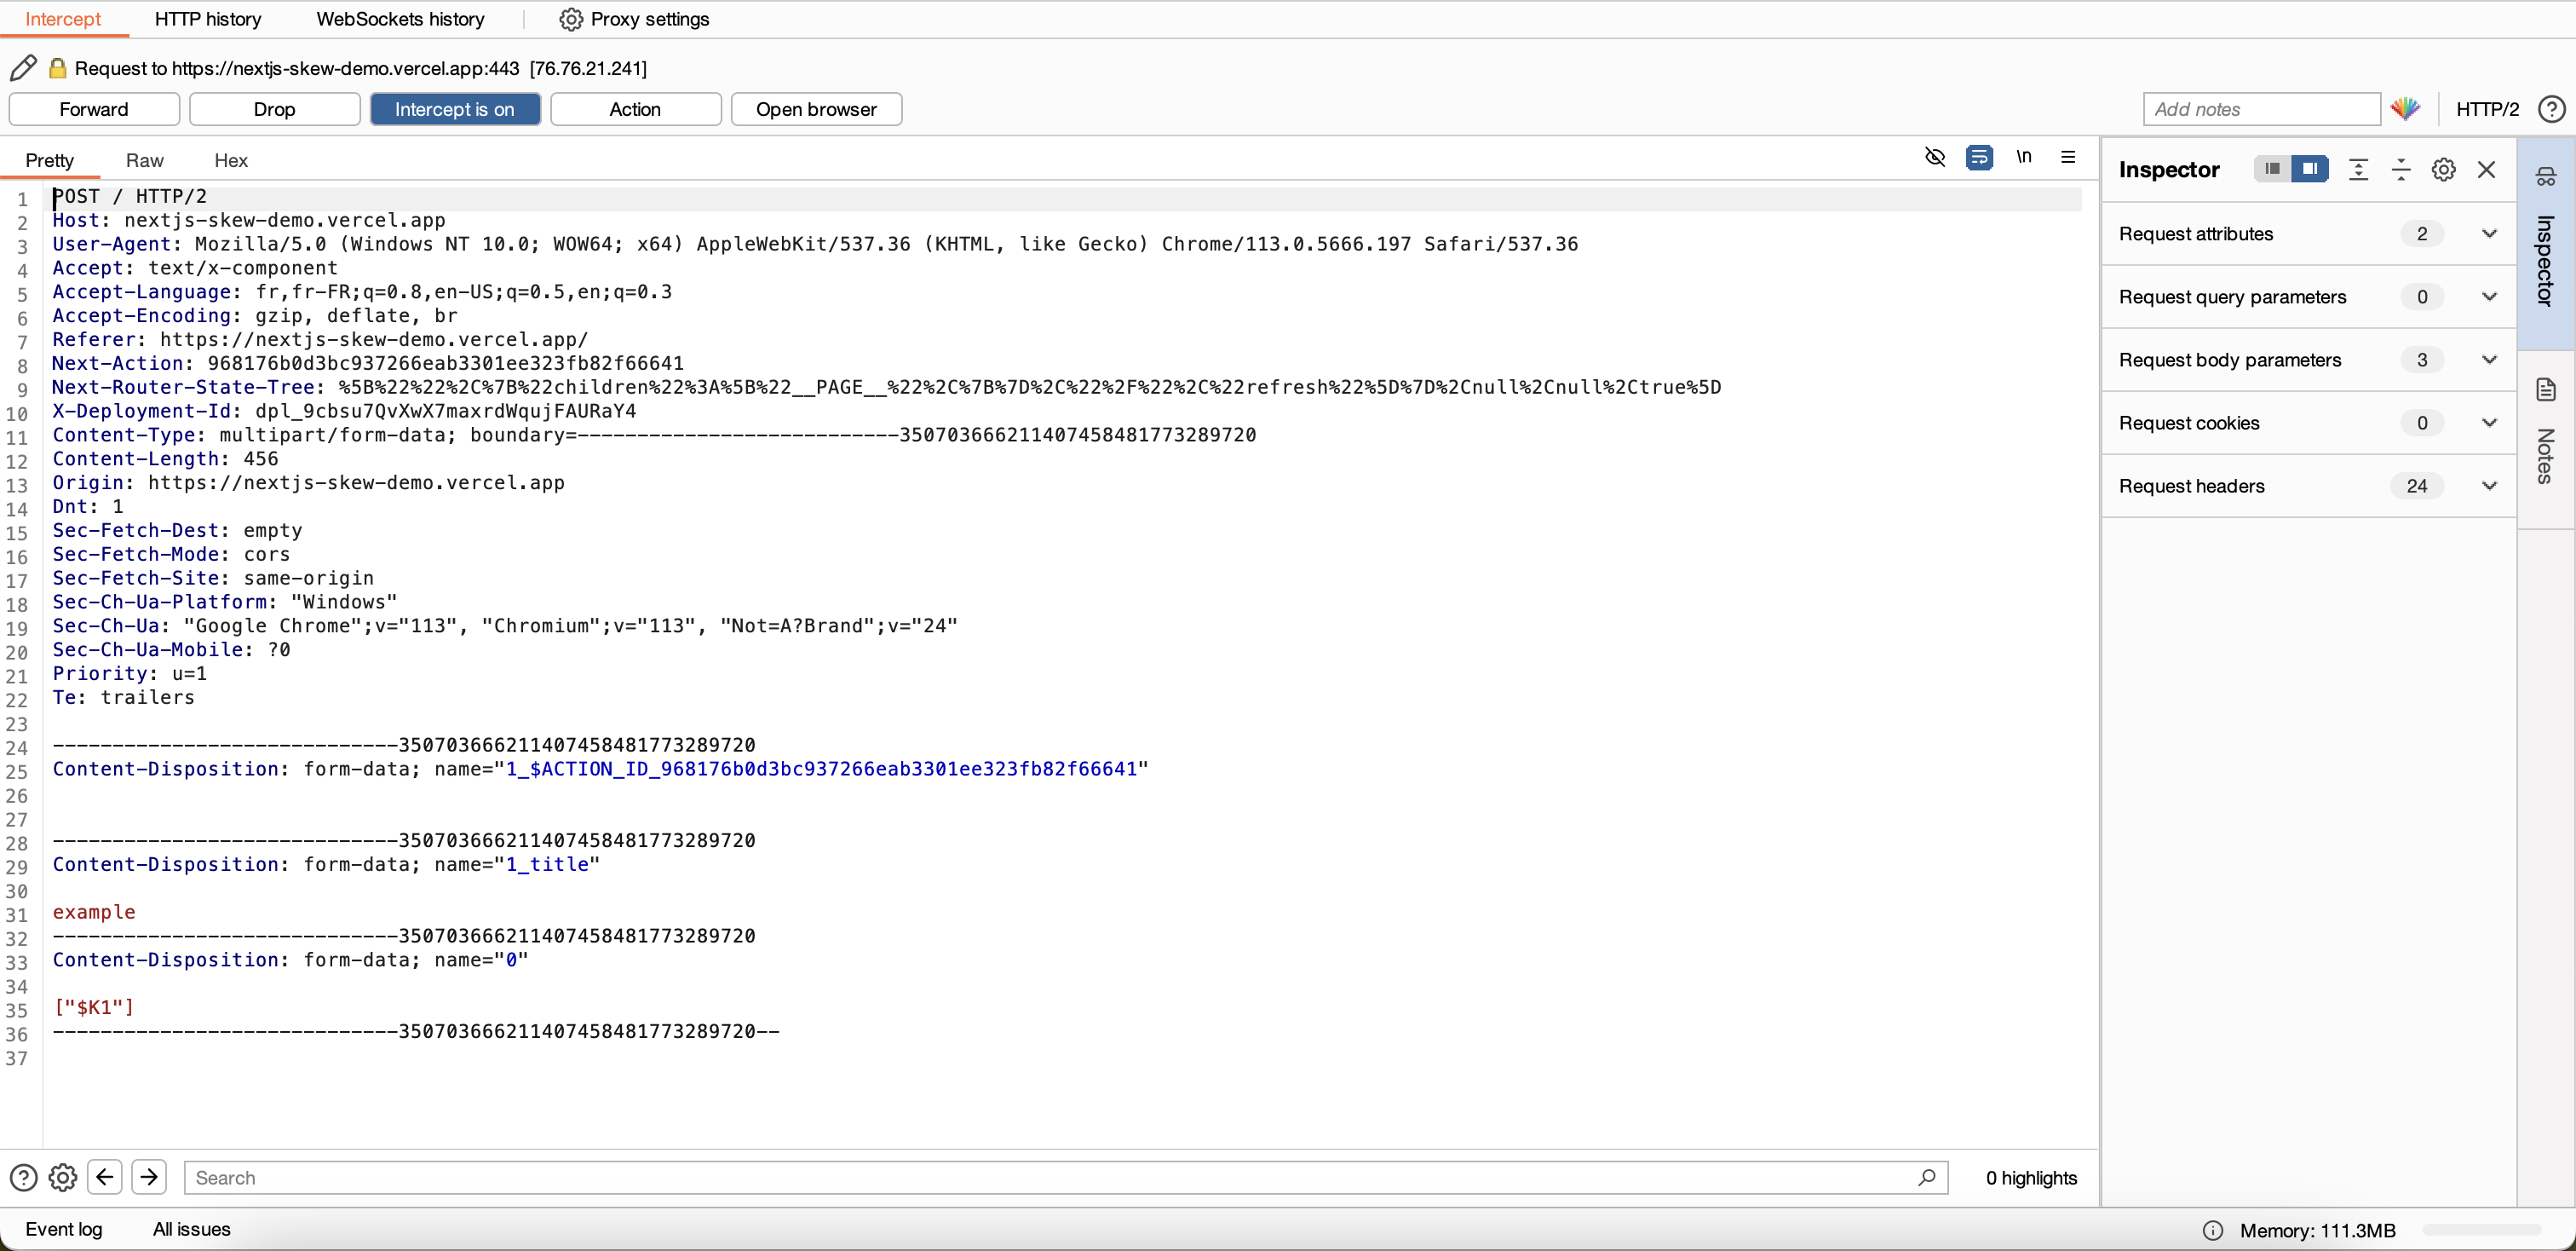 Intercept HTTP history WebSockets history Proxy settings
Request to https://nextjs-skew-demo.vercel.app:443 [76.76.21.241]
Forward Drop Intercept is on Action Open browser Add notes HTTP/2 ?
Pretty Raw Hex \n
1 POST / HTTP/2
2 Host: nextjs-skew-demo.vercel.app
3 User-Agent: Mozilla/5.0 (Windows NT 10.0; WOW64; x64) AppleWebKit/537.36 (KHTML, like Gecko) Chrome/113.0.5666.197 Safari/537.36
4 Accept: text/x-component
5 Accept-Language: fr,fr-FR;q=0.8,en-US;q=0.5,en;q=0.3
6 Accept-Encoding: gzip, deflate, br
7 Referer: https://nextjs-skew-demo.vercel.app/
8 Next-Action: 968176b0d3bc937266eab3301ee323fb82f66641
9 Next-Router-State-Tree: %5B%22%22%2C%7B%22children%22%3A%5B%22__PAGE__%22%2C%7B%7D%2C%22%2F%22%2C%22refresh%22%5D%7D%2Cnull%2Cnull%2Ctrue%5D
10 X-Deployment-Id: dpl_9cbsu7QvXwX7maxrdWqujFAURaY4
11 Content-Type: multipart/form-data; boundary=---------------------------350703666211407458481773289720
12 Content-Length: 456
13 Origin: https://nextjs-skew-demo.vercel.app
14 Dnt: 1
15 Sec-Fetch-Dest: empty
16 Sec-Fetch-Mode: cors
17 Sec-Fetch-Site: same-origin
18 Sec-Ch-Ua-Platform: "Windows"
19 Sec-Ch-Ua: "Google Chrome";v="113", "Chromium";v="113", "Not=A?Brand";v="24"
20 Sec-Ch-Ua-Mobile: ?0
21 Priority: u=1
22 Te: trailers
23
24 -----------------------------350703666211407458481773289720
25 Content-Disposition: form-data; name="1_$ACTION_ID_968176b0d3bc937266eab3301ee323fb82f66641"
26
27
28 -----------------------------350703666211407458481773289720
29 Content-Disposition: form-data; name="1_title"
30
31 example
32 -----------------------------350703666211407458481773289720
33 Content-Disposition: form-data; name="0"
34
35 ["$K1"]
36 -----------------------------350703666211407458481773289720--
37
Inspector
Request attributes 2
Request query parameters 0
Request body parameters 3
Request cookies 0
Request headers 24
Inspector
Notes
? Search 0 highlights
Event log All issues Memory: 111.3MB